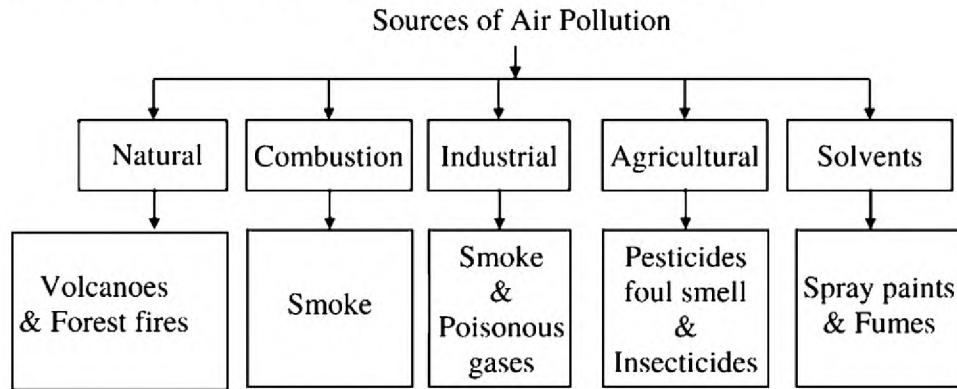 Sources of Air Pollution
Natural
Combustion
Industrial
Agricultural
Solvents
Volcanoes
& Forest fires
Smoke
Smoke
&
Poisonous
gases
Pesticides
foul smell
&
Insecticides
Spray paints
& Fumes